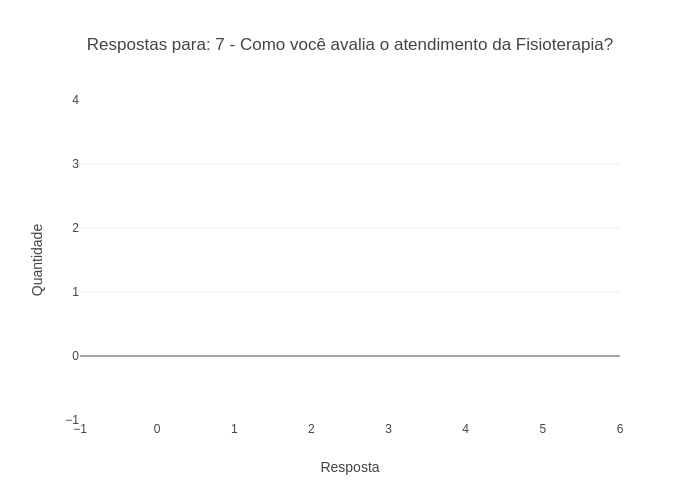 Respostas para: 7 - Como você avalia o atendimento da Fisioterapia?
4
3
2
1
0
−1
Quantidade
−1 0 1 2 3 4 5 6
Resposta